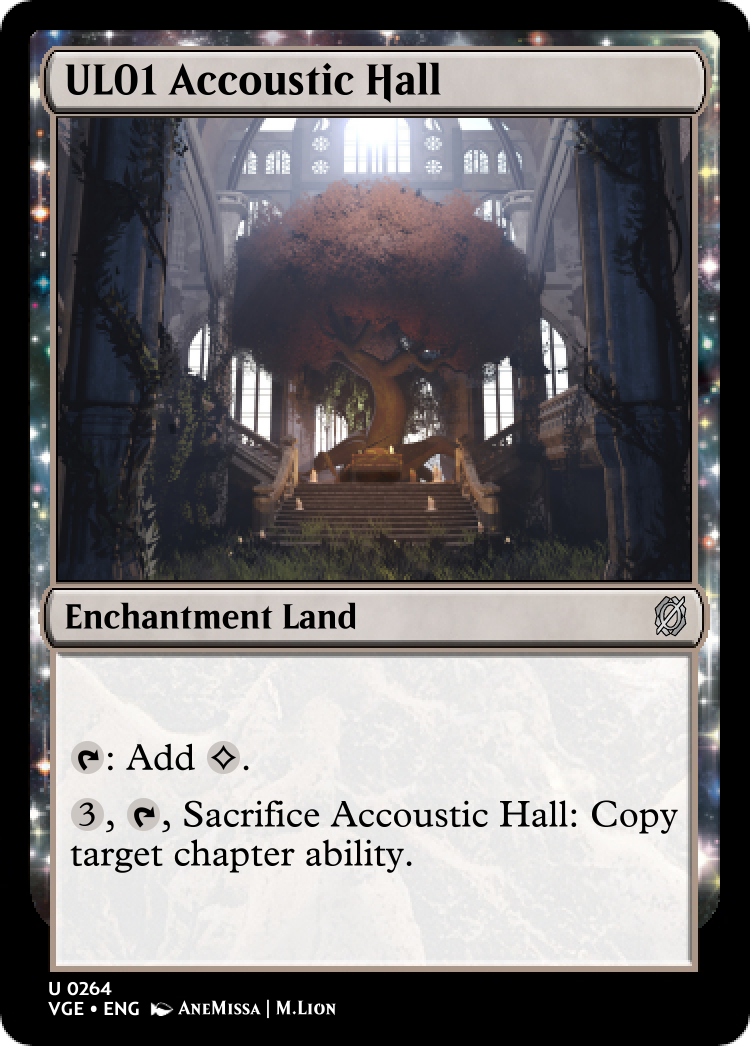 UL01 Accoustic Hall
Enchantment Land
: Add .
3, , Sacrifice Accoustic Hall: Copy
target chapter ability.
U 0264
VGE • ENG AneMissa | M.Lion